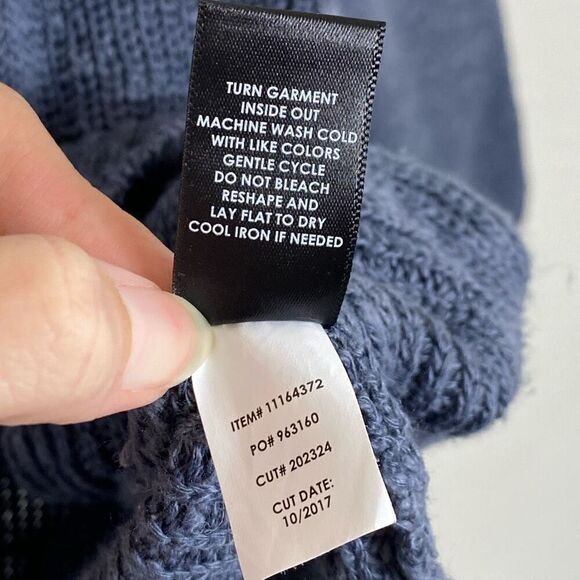 TURN GARMENT
INSIDE OUT
MACHINE WASH COLD
WITH LIKE COLORS
GENTLE CYCLE
DO NOT BLEACH
RESHAPE AND
LAY FLAT TO DRY
COOL IRON IF NEEDED
ITEM# 11164372
PO# 963160
CUT# 202324
CUT DATE:
10/2017